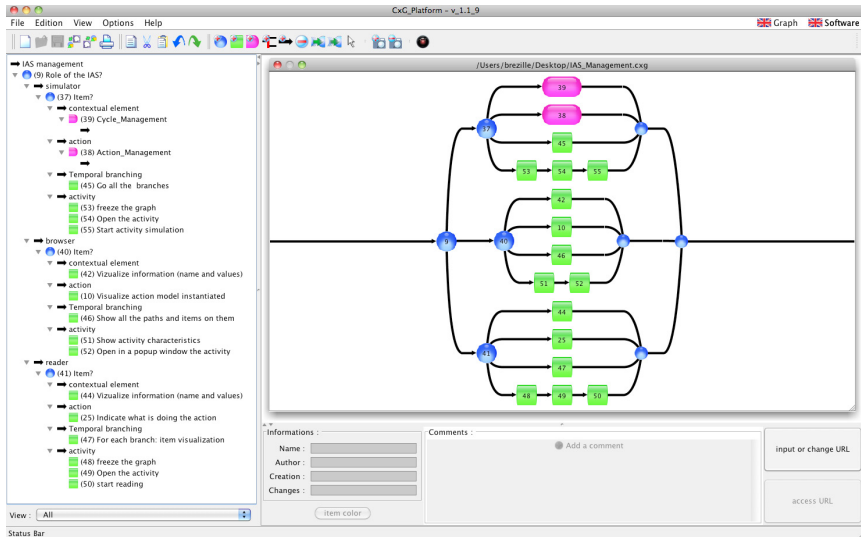 CxG_Platform - v_1.1_9
File Edition View Options Help
Graph Software
IAS management
(9) Role of the IAS?
simulator
(37) Item?
contextual element
(39) Cycle_Management
action
(38) Action_Management
Temporal branching
(45) Go all the branches
activity
(53) freeze the graph
(54) Open the activity
(55) Start activity simulation
browser
(40) Item?
contextual element
(42) Vizualize information (name and values)
action
(10) Visualize action model instantiated
Temporal branching
(46) Show all the paths and items on them
activity
(51) Show activity characteristics
(52) Open in a popup window the activity
reader
(41) Item?
contextual element
(44) Vizualize information (name and values)
action
(25) Indicate what is doing the action
Temporal branching
(47) For each branch: item visualization
activity
(48) freeze the graph
(49) Open the activity
(50) start reading
View : All
Status Bar
/Users/brezille/Desktop/IAS_Management.cxg
39
38
37
45
53 54 55
42
10
9 40
46
51 52
44
25
41
47
48 49 50
Informations :
Name :
Author :
Creation :
Changes :
item color
Comments :
Add a comment
input or change URL
access URL